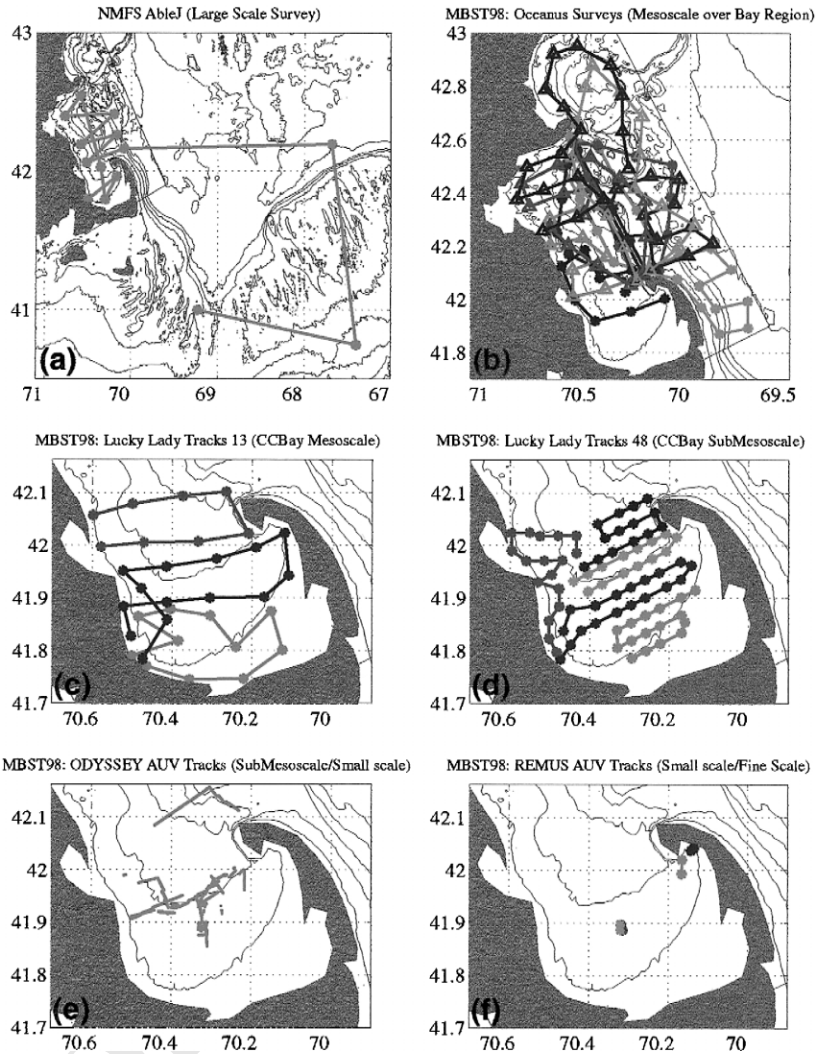 NMFS AbleJ (Large Scale Survey)
43
42
41
(a)
71 70 69 68 67
MBST98: Oceanus Surveys (Mesoscale over Bay Region)
43
42.8
42.6
42.4
42.2
42
41.8
(b)
71 70.5 70 69.5
MBST98: Lucky Lady Tracks 13 (CCBay Mesoscale)
42.1
42
41.9
41.8
41.7
(c)
70.6 70.4 70.2 70
MBST98: Lucky Lady Tracks 48 (CCBay SubMesoscale)
42.1
42
41.9
41.8
41.7
(d)
70.6 70.4 70.2 70
MBST98: ODYSSEY AUV Tracks (SubMesoscale/Small scale)
42.1
42
41.9
41.8
41.7
(e)
70.6 70.4 70.2 70
MBST98: REMUS AUV Tracks (Small scale/Fine Scale)
42.1
42
41.9
41.8
41.7
(f)
70.6 70.4 70.2 70